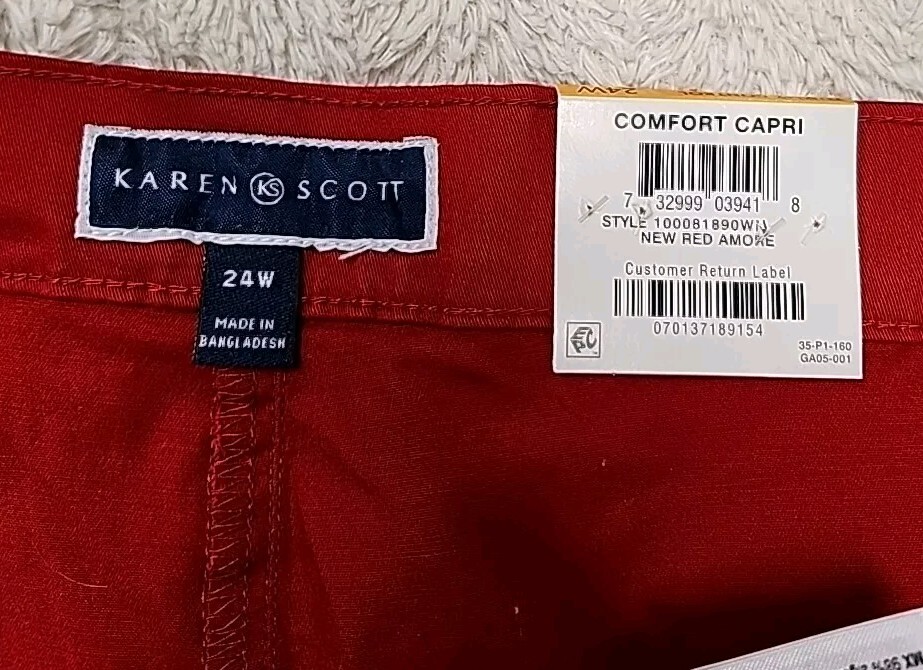 KAREN KS SCOTT
24W
MADE IN
BANGLADESH
24W
COMFORT CAPRI
7 32999 03941 8
STYLE 100081890WN
NEW RED AMORE
Customer Return Label
070137189154
EPC
35-P1-160
GA05-001